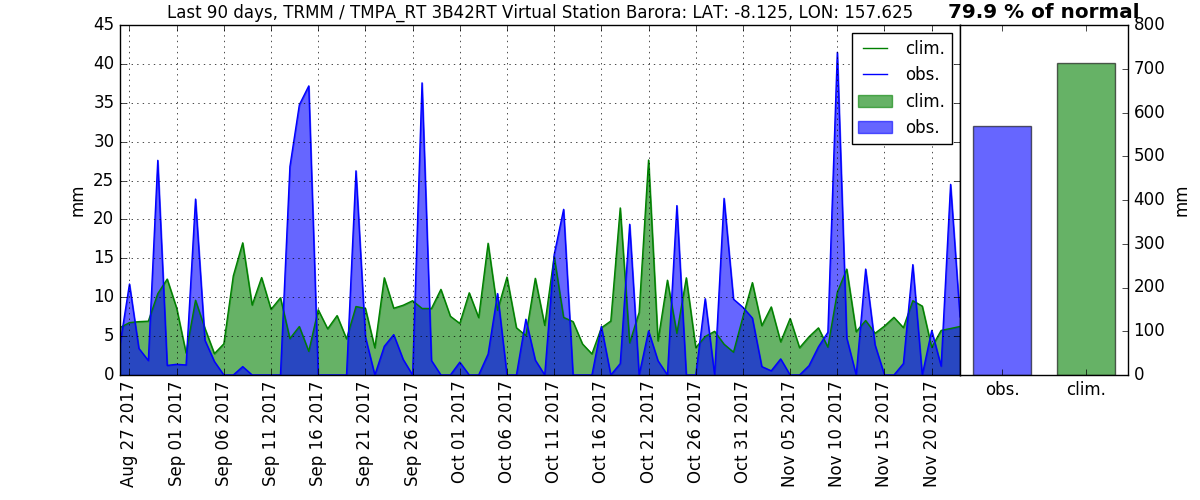 Last 90 days, TRMM / TMPA_RT 3B42RT Virtual Station Barora: LAT: -8.125, LON: 157.625
79.9 % of normal
45
40
35
30
25
20
15
10
5
0
mm
clim.
obs.
clim.
obs.
800
700
600
500
400
300
200
100
0
mm
obs.
clim.
Aug 27 2017
Sep 01 2017
Sep 06 2017
Sep 11 2017
Sep 16 2017
Sep 21 2017
Sep 26 2017
Oct 01 2017
Oct 06 2017
Oct 11 2017
Oct 16 2017
Oct 21 2017
Oct 26 2017
Oct 31 2017
Nov 05 2017
Nov 10 2017
Nov 15 2017
Nov 20 2017